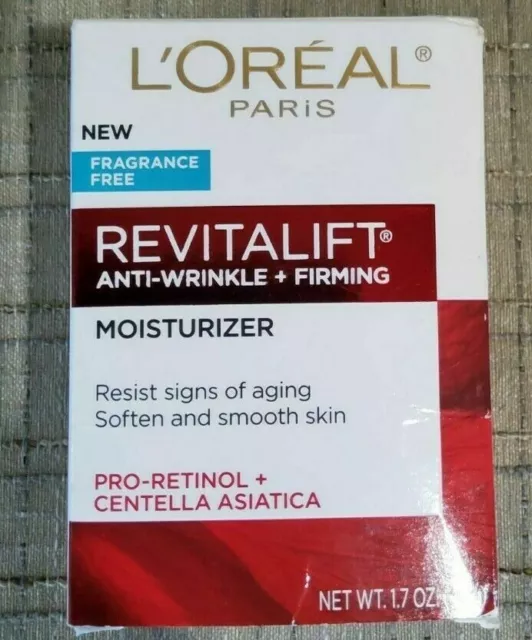 L'ORÉAL®
PARiS
NEW
FRAGRANCE
FREE
REVITALIFT®
ANTI-WRINKLE + FIRMING
MOISTURIZER
Resist signs of aging
Soften and smooth skin
PRO-RETINOL +
CENTELLA ASIATICA
NET WT. 1.7 OZ